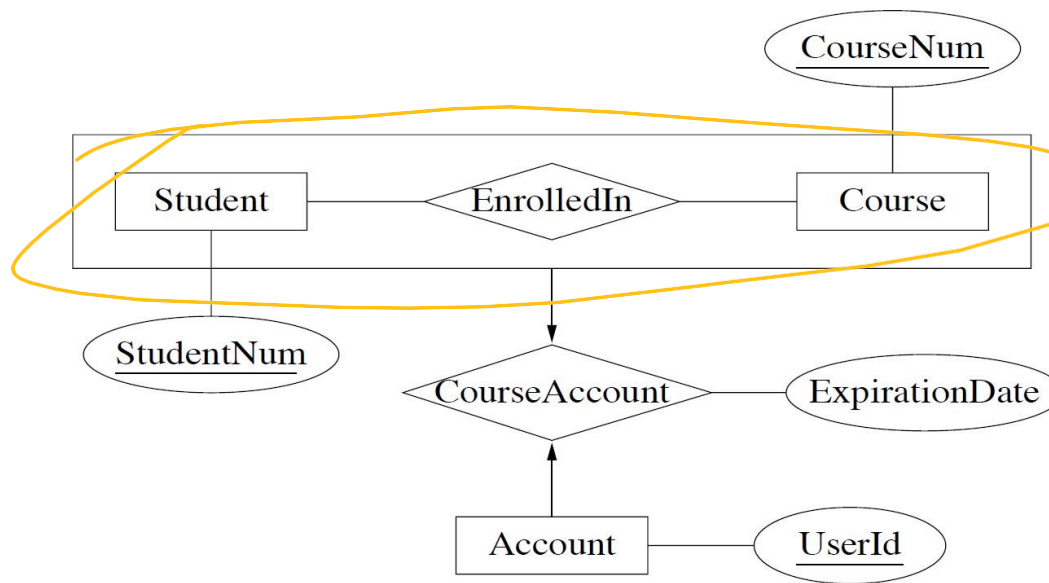 CourseNum
Student
EnrolledIn
Course
StudentNum
CourseAccount
ExpirationDate
Account
UserId